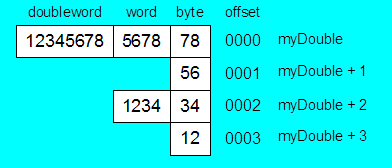 doubleword word byte offset
12345678 5678 78 0000 myDouble
56 0001 myDouble + 1
1234 34 0002 myDouble + 2
12 0003 myDouble + 3